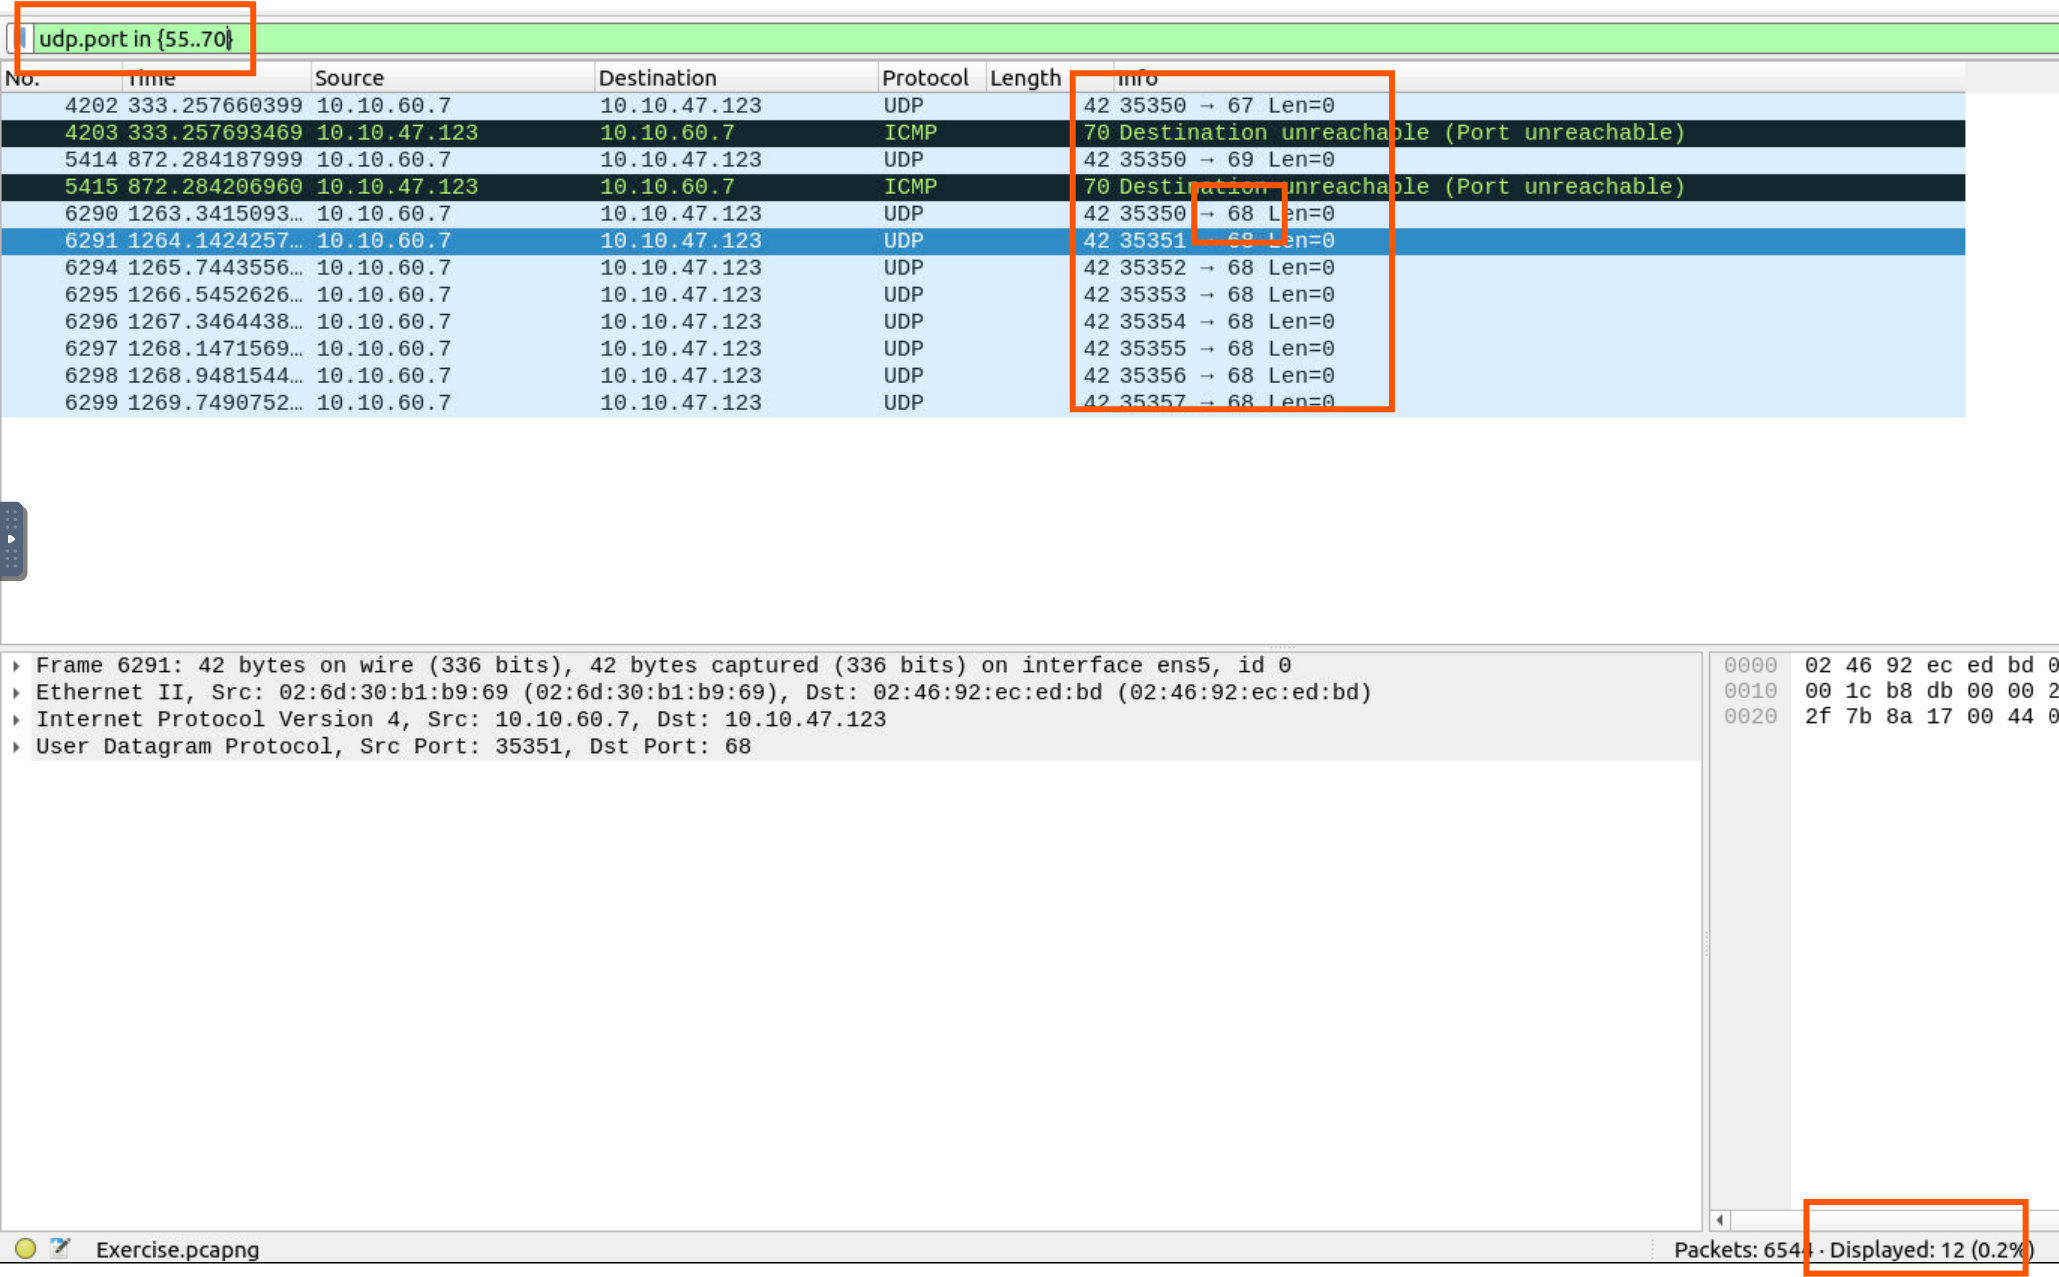 udp.port in {55..70}
No. Time Source Destination Protocol Length Info
4202 333.257660399 10.10.60.7 10.10.47.123 UDP 42 35350 → 67 Len=0
4203 333.257693469 10.10.47.123 10.10.60.7 ICMP 70 Destination unreachable (Port unreachable)
5414 872.284187999 10.10.60.7 10.10.47.123 UDP 42 35350 → 69 Len=0
5415 872.284206960 10.10.47.123 10.10.60.7 ICMP 70 Destination unreachable (Port unreachable)
6290 1263.3415093… 10.10.60.7 10.10.47.123 UDP 42 35350 → 68 Len=0
6291 1264.1424257… 10.10.60.7 10.10.47.123 UDP 42 35351 → 68 Len=0
6294 1265.7443556… 10.10.60.7 10.10.47.123 UDP 42 35352 → 68 Len=0
6295 1266.5452626… 10.10.60.7 10.10.47.123 UDP 42 35353 → 68 Len=0
6296 1267.3464438… 10.10.60.7 10.10.47.123 UDP 42 35354 → 68 Len=0
6297 1268.1471569… 10.10.60.7 10.10.47.123 UDP 42 35355 → 68 Len=0
6298 1268.9481544… 10.10.60.7 10.10.47.123 UDP 42 35356 → 68 Len=0
6299 1269.7490752… 10.10.60.7 10.10.47.123 UDP 42 35357 → 68 Len=0
Frame 6291: 42 bytes on wire (336 bits), 42 bytes captured (336 bits) on interface ens5, id 0
Ethernet II, Src: 02:6d:30:b1:b9:69 (02:6d:30:b1:b9:69), Dst: 02:46:92:ec:ed:bd (02:46:92:ec:ed:bd)
Internet Protocol Version 4, Src: 10.10.60.7, Dst: 10.10.47.123
User Datagram Protocol, Src Port: 35351, Dst Port: 68
0000 02 46 92 ec ed bd 0
0010 00 1c b8 db 00 00 2
0020 2f 7b 8a 17 00 44 0
Exercise.pcapng
Packets: 6544 · Displayed: 12 (0.2%)